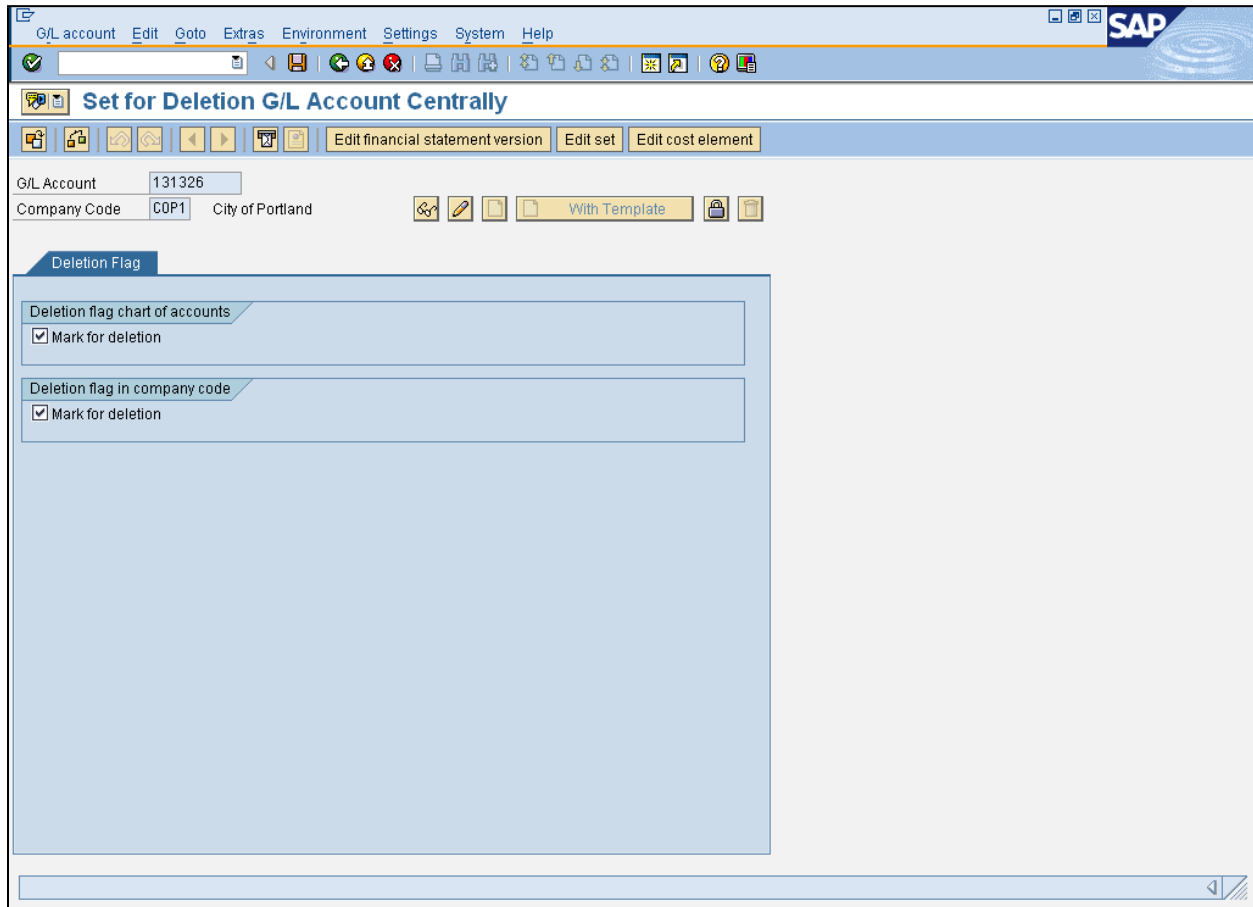 G/L account Edit Goto Extras Environment Settings System Help
SAP
Set for Deletion G/L Account Centrally
Edit financial statement version Edit set Edit cost element
G/L Account 131326
Company Code COP1 City of Portland With Template
Deletion Flag
Deletion flag chart of accounts
Mark for deletion
Deletion flag in company code
Mark for deletion